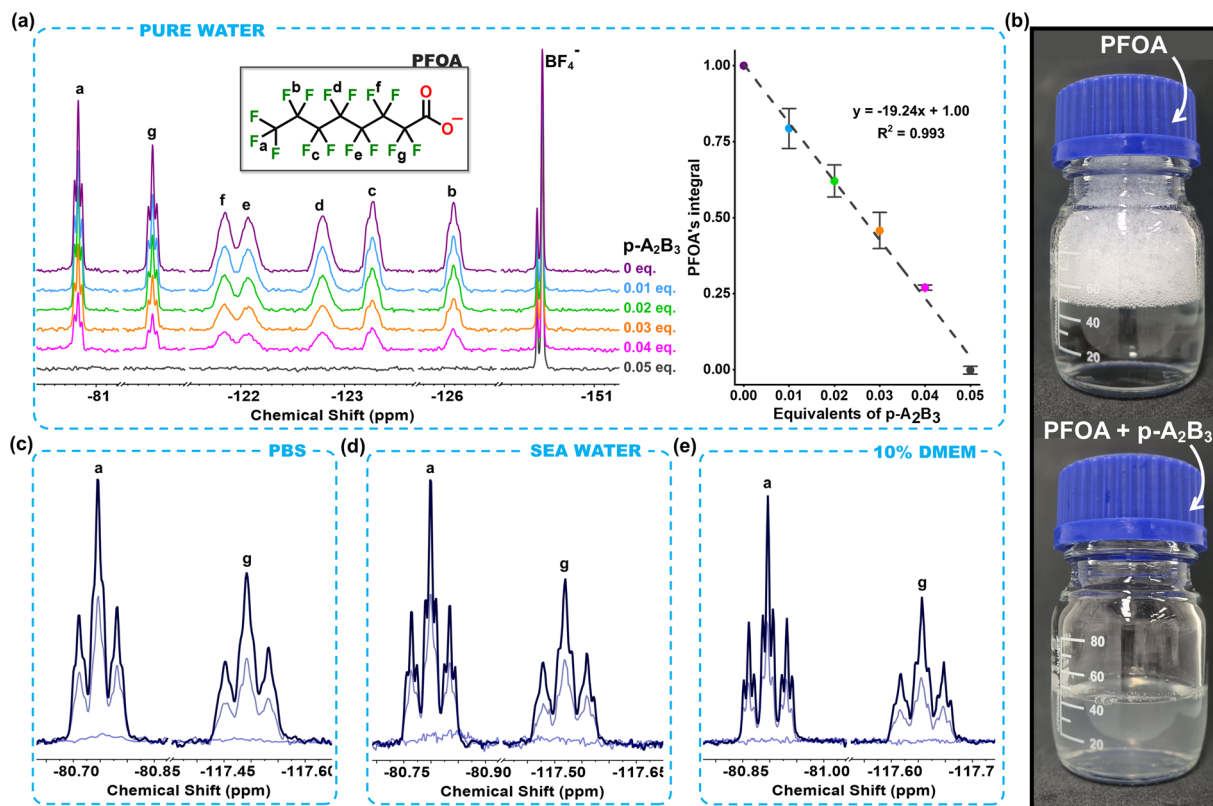 (a)
PURE WATER
PFOA
b
d
f
F F F F F F
O
F
O⁻
F
F a
F F F F F F
c
e
g
a
g
f
e
d
c
b
BF₄⁻
p-A₂B₃
0 eq.
0.01 eq.
0.02 eq.
0.03 eq.
0.04 eq.
0.05 eq.
-81
-122
-123
-126
-151
Chemical Shift (ppm)
1.00
0.75
0.50
0.25
0.00
PFOA's integral
y = -19.24x + 1.00
R² = 0.993
0.00 0.01 0.02 0.03 0.04 0.05
Equivalents of p-A₂B₃
(b)
PFOA
40
20
PFOA + p-A₂B₃
80
60
40
20
(c)
PBS
a
g
-80.70
-80.85
-117.45
-117.60
Chemical Shift (ppm)
(d)
SEA WATER
a
g
-80.75
-80.90
-117.50
-117.65
Chemical Shift (ppm)
(e)
10% DMEM
a
g
-80.85
-81.00
-117.60
-117.7
Chemical Shift (ppm)